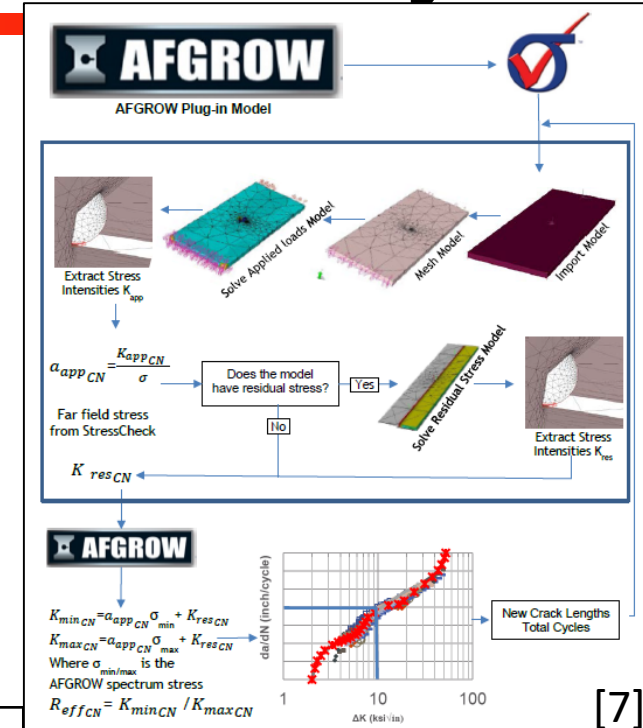 AFGROW
AFGROW Plug-in Model
Import Model
Mesh Model
Solve Applied loads Model
Extract Stress
Intensities K_app
a_app_CN = K_app_CN / σ
Far field stress
from StressCheck
Does the model
have residual stress?
Yes
No
Solve Residual Stress Model
Extract Stress
Intensities K_res
K res_CN
AFGROW
K_min_CN=a_app_CN σ_min + K_res_CN
K_max_CN=a_app_CN σ_max + K_res_CN
Where σ_min/max is the
AFGROW spectrum stress
R_eff_CN = K_min_CN /K_max_CN
da/dN (inch/cycle)
1
10
100
ΔK (ksi√in)
New Crack Lengths
Total Cycles
[7]